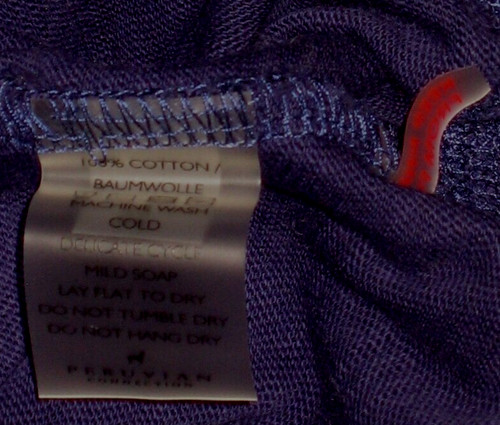 100% COTTON /
BAUMWOLLE
MACHINE WASH
COLD
DELICATE CYCLE
MILD SOAP
LAY FLAT TO DRY
DO NOT TUMBLE DRY
DO NOT HANG DRY
PERUVIAN
CONNECTION